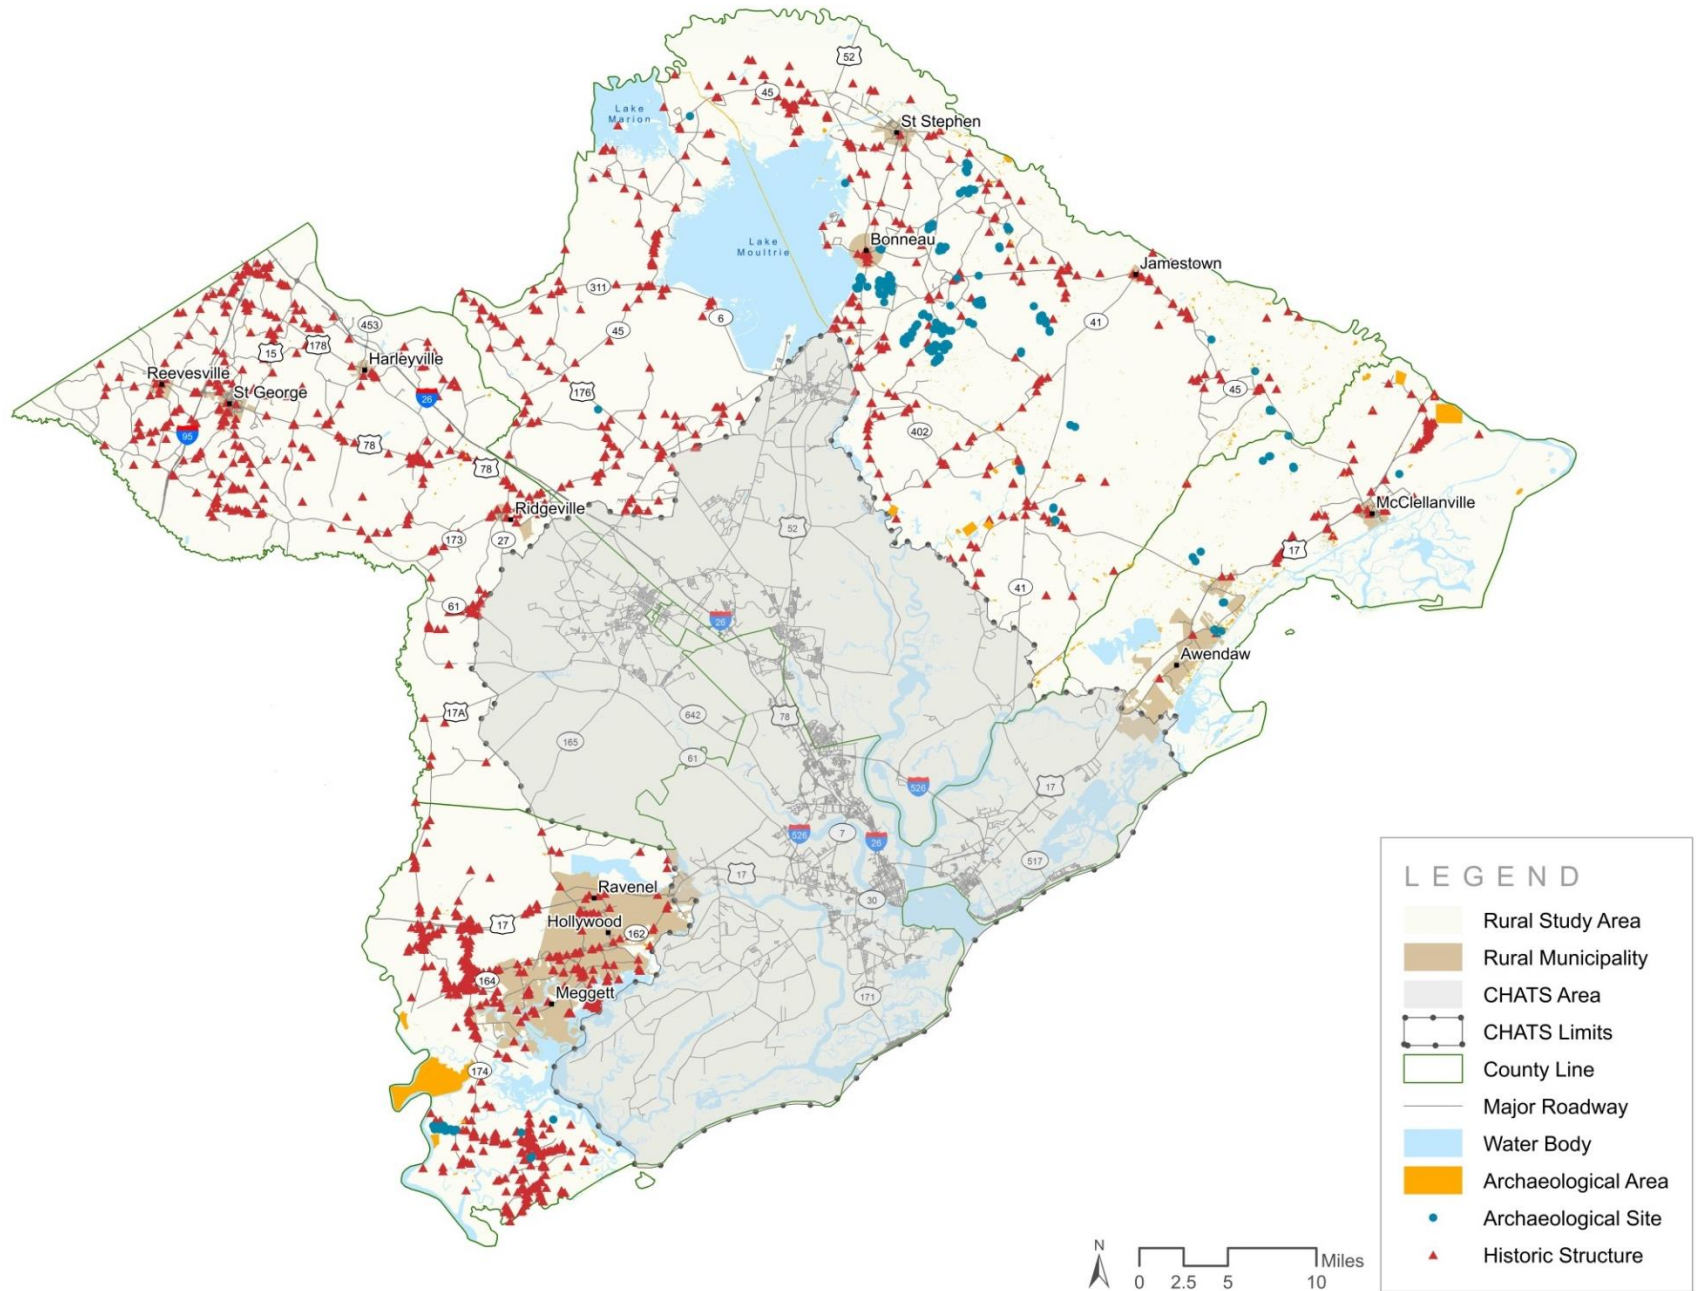 52
Lake
Marion
45
St Stephen
Lake
Moultrie
Bonneau
Jamestown
311
6
453
45
41
15
178
Harleyville
Reevesville
St George
176
26
45
95
402
78
78
McClellanville
Ridgeville
52
173
27
17
41
61
26
Awendaw
17A
642
78
165
61
526
17
526
7
26
517
17
Ravenel
30
17
Hollywood
162
164
Meggett
171
174
LEGEND
Rural Study Area
Rural Municipality
CHATS Area
CHATS Limits
County Line
Major Roadway
Water Body
Archaeological Area
Archaeological Site
Historic Structure
N
Miles
0 2.5 5 10